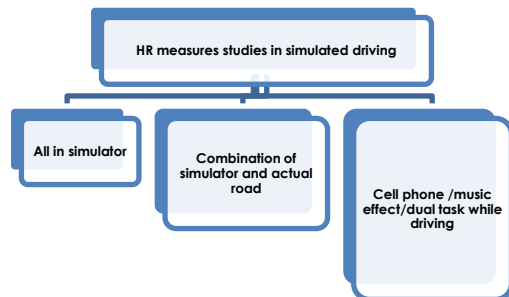 HR measures studies in simulated driving
All in simulator
Combination of
simulator and actual
road
Cell phone /music
effect/dual task while
driving